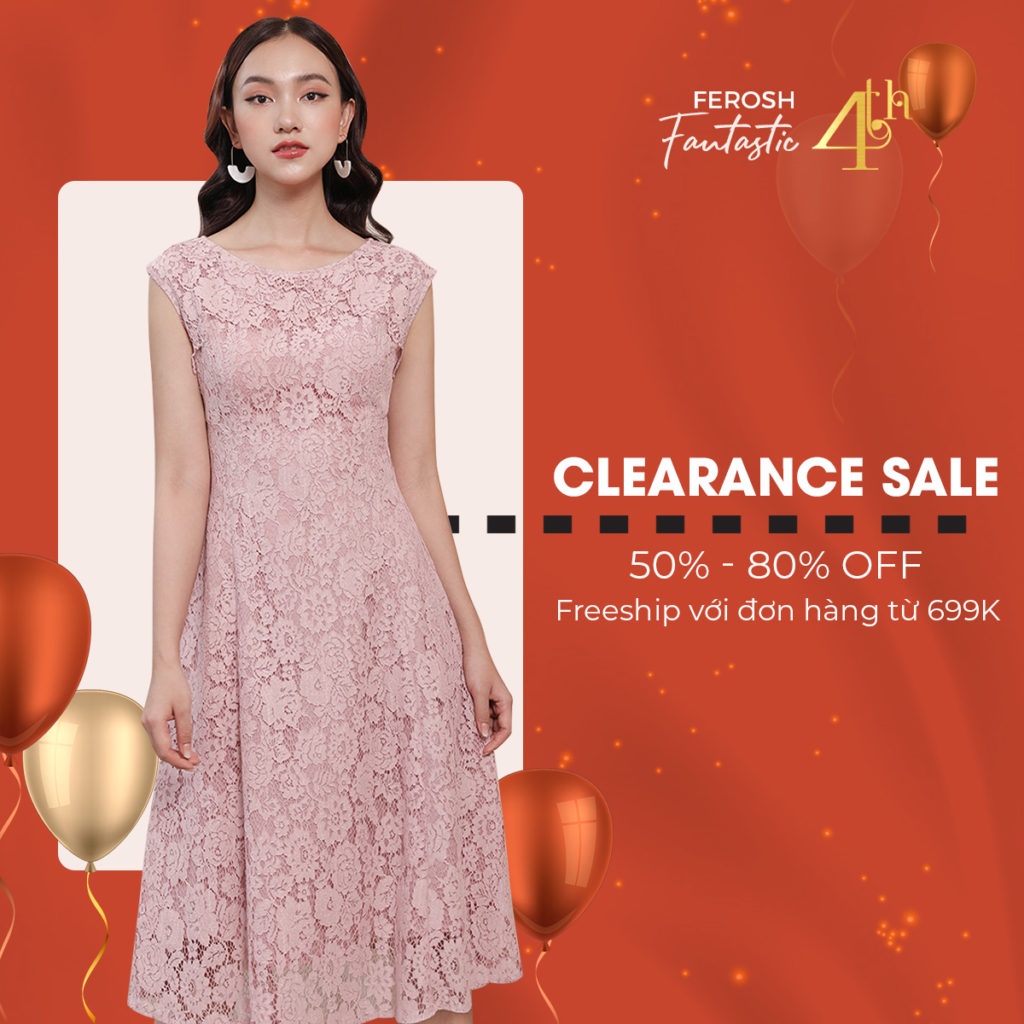 FEROSH
Fantastic 4th
CLEARANCE SALE
50% - 80% OFF
Freeship với đơn hàng từ 699K